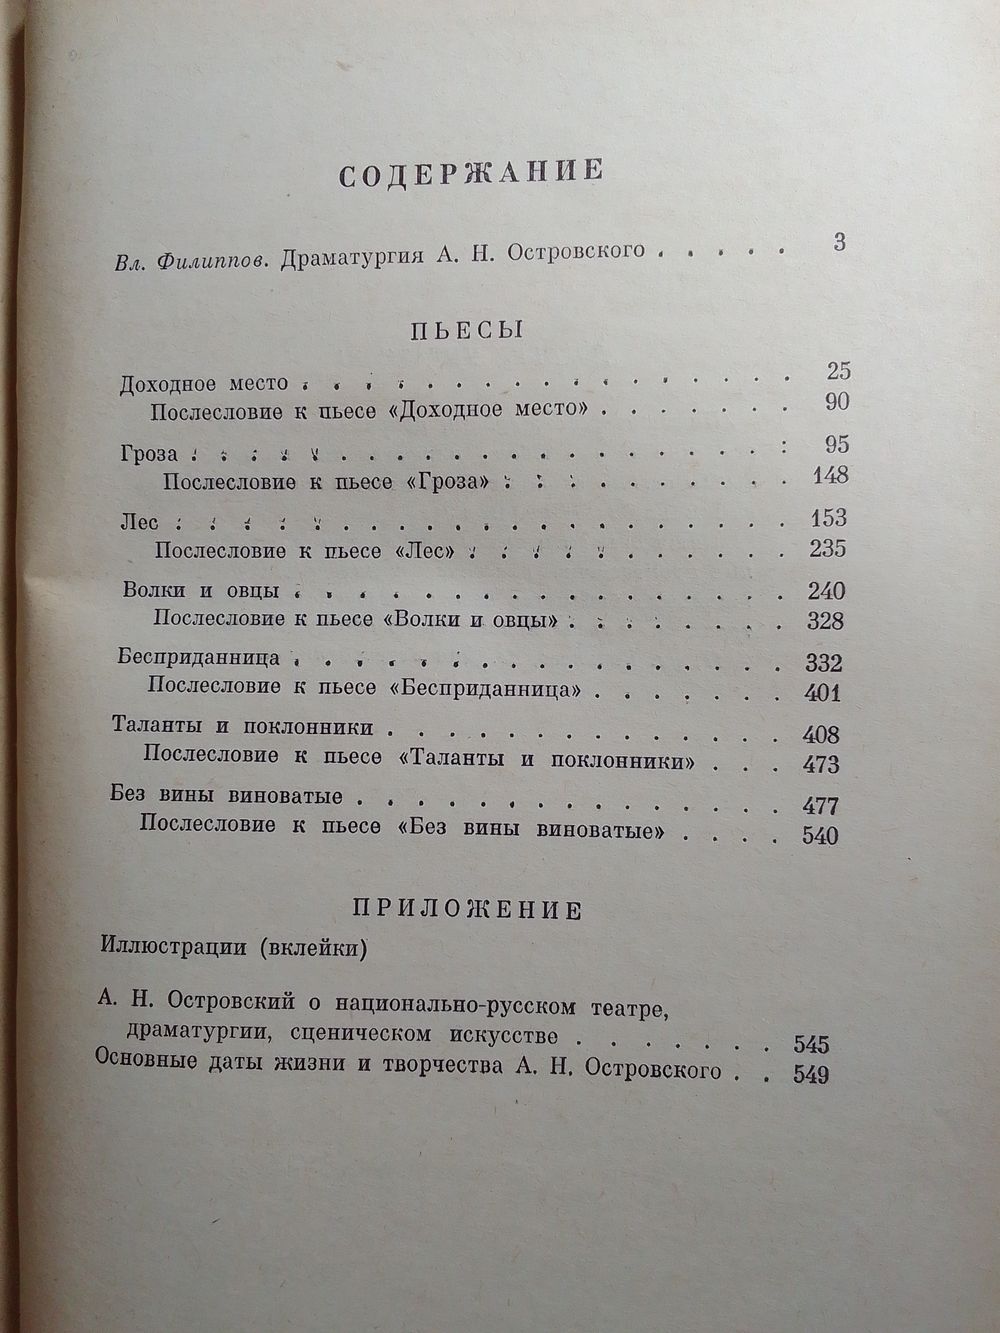 СОДЕРЖАНИЕ
Вл. Филиппов. Драматургия А. Н. Островского . . . . . 3
ПЬЕСЫ
Доходное место . . . . . . . . . . . . . . . . 25
Послесловие к пьесе «Доходное место» . . . . . . . 90
Гроза . . . . . . . . . . . . . . . . . . . . 95
Послесловие к пьесе «Гроза» . . . . . . . . . . 148
Лес . . . . . . . . . . . . . . . . . . . . 153
Послесловие к пьесе «Лес» . . . . . . . . . . . 235
Волки и овцы . . . . . . . . . . . . . . . . 240
Послесловие к пьесе «Волки и овцы» . . . . . . . . 328
Бесприданница . . . . . . . . . . . . . . . . 332
Послесловие к пьесе «Бесприданница» . . . . . . . 401
Таланты и поклонники . . . . . . . . . . . . . 408
Послесловие к пьесе «Таланты и поклонники» . . . 473
Без вины виноватые . . . . . . . . . . . . . . 477
Послесловие к пьесе «Без вины виноватые» . . . . 540
ПРИЛОЖЕНИЕ
Иллюстрации (вклейки)
А. Н. Островский о национально-русском театре,
драматургии, сценическом искусстве . . . . . . . 545
Основные даты жизни и творчества А. Н. Островского . . 549